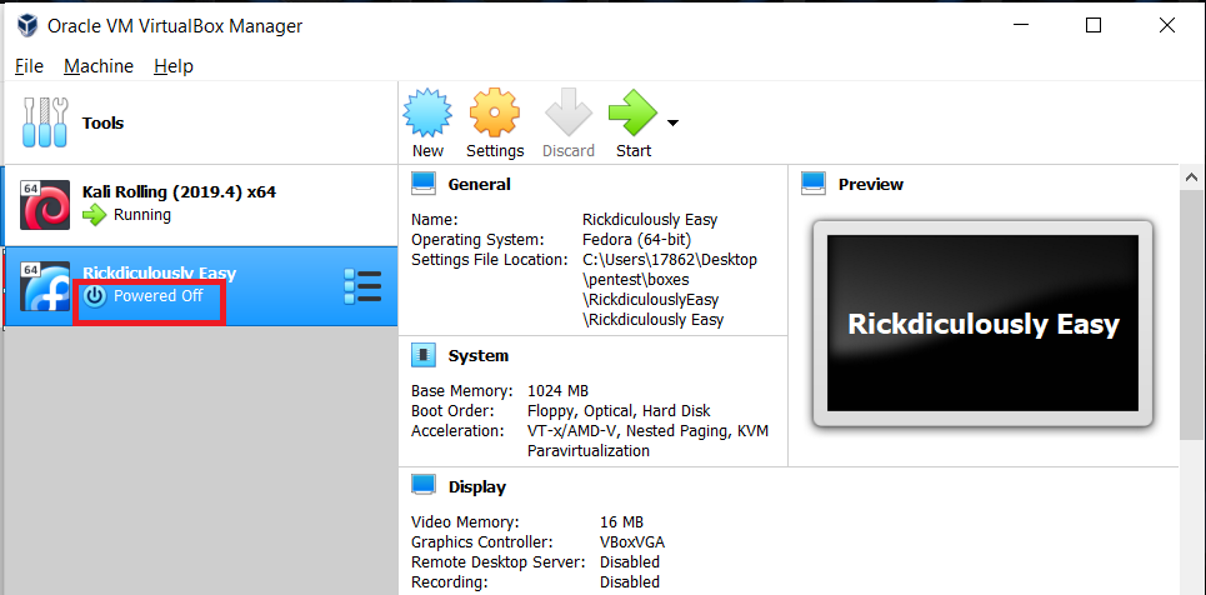 Oracle VM VirtualBox Manager
File Machine Help
Tools
New Settings Discard Start
64
Kali Rolling (2019.4) x64
Running
64
Rickdiculously Easy
Powered Off
General
Name: Rickdiculously Easy
Operating System: Fedora (64-bit)
Settings File Location: C:\Users\17862\Desktop
\pentest\boxes
\RickdiculouslyEasy
\Rickdiculously Easy
System
Base Memory: 1024 MB
Boot Order: Floppy, Optical, Hard Disk
Acceleration: VT-x/AMD-V, Nested Paging, KVM
Paravirtualization
Display
Video Memory: 16 MB
Graphics Controller: VBoxVGA
Remote Desktop Server: Disabled
Recording: Disabled
Preview
Rickdiculously Easy